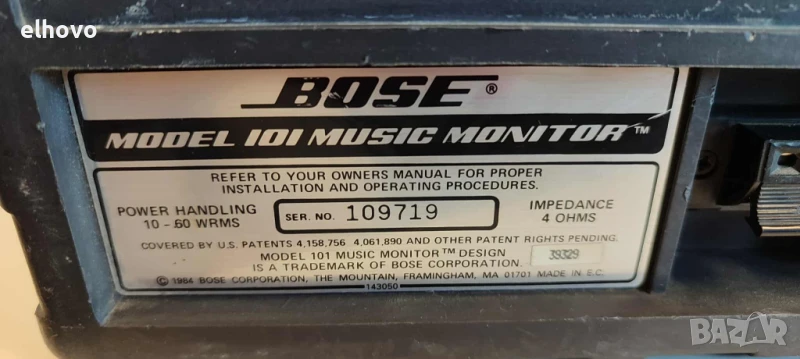 elhovo
BOSE®
MODEL 101 MUSIC MONITOR™
REFER TO YOUR OWNERS MANUAL FOR PROPER
INSTALLATION AND OPERATING PROCEDURES.
POWER HANDLING
10 - 60 WRMS
SER. NO. 109719
IMPEDANCE
4 OHMS
COVERED BY U.S. PATENTS 4,158,756 4,061,890 AND OTHER PATENT RIGHTS PENDING.
MODEL 101 MUSIC MONITOR™ DESIGN
IS A TRADEMARK OF BOSE CORPORATION.
39329
© 1984 BOSE CORPORATION, THE MOUNTAIN, FRAMINGHAM, MA 01701 MADE IN E.C.
143050
BAZAR
bg